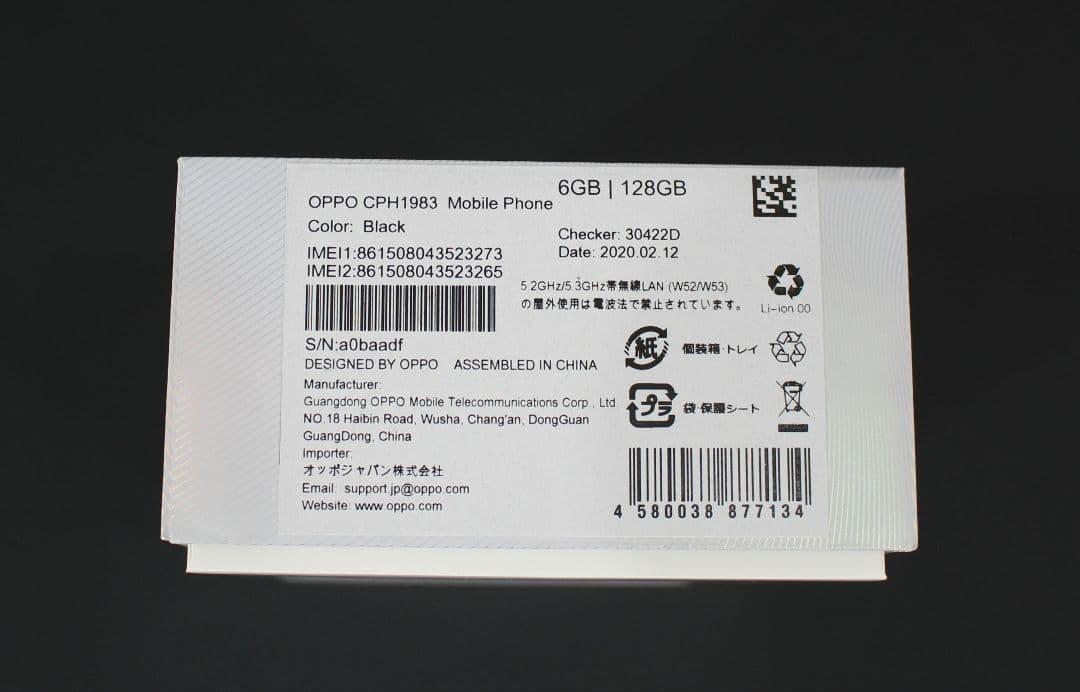 6GB | 128GB
OPPO CPH1983 Mobile Phone
Color: Black
Checker: 30422D
Date: 2020.02.12
IMEI1:861508043523273
IMEI2:861508043523265
5.2GHz/5.3GHz帯無線LAN (W52/W53)
の屋外使用は電波法で禁止されています。
Li-ion 00
S/N:a0baadf
DESIGNED BY OPPO ASSEMBLED IN CHINA
紙
個装箱・トレイ
Manufacturer:
Guangdong OPPO Mobile Telecommunications Corp., Ltd
NO.18 Haibin Road, Wusha, Chang'an, DongGuan
GuangDong, China
プラ
袋・保護シート
Importer:
オッポジャパン株式会社
Email: support.jp@oppo.com
Website: www.oppo.com
4 580038 877134